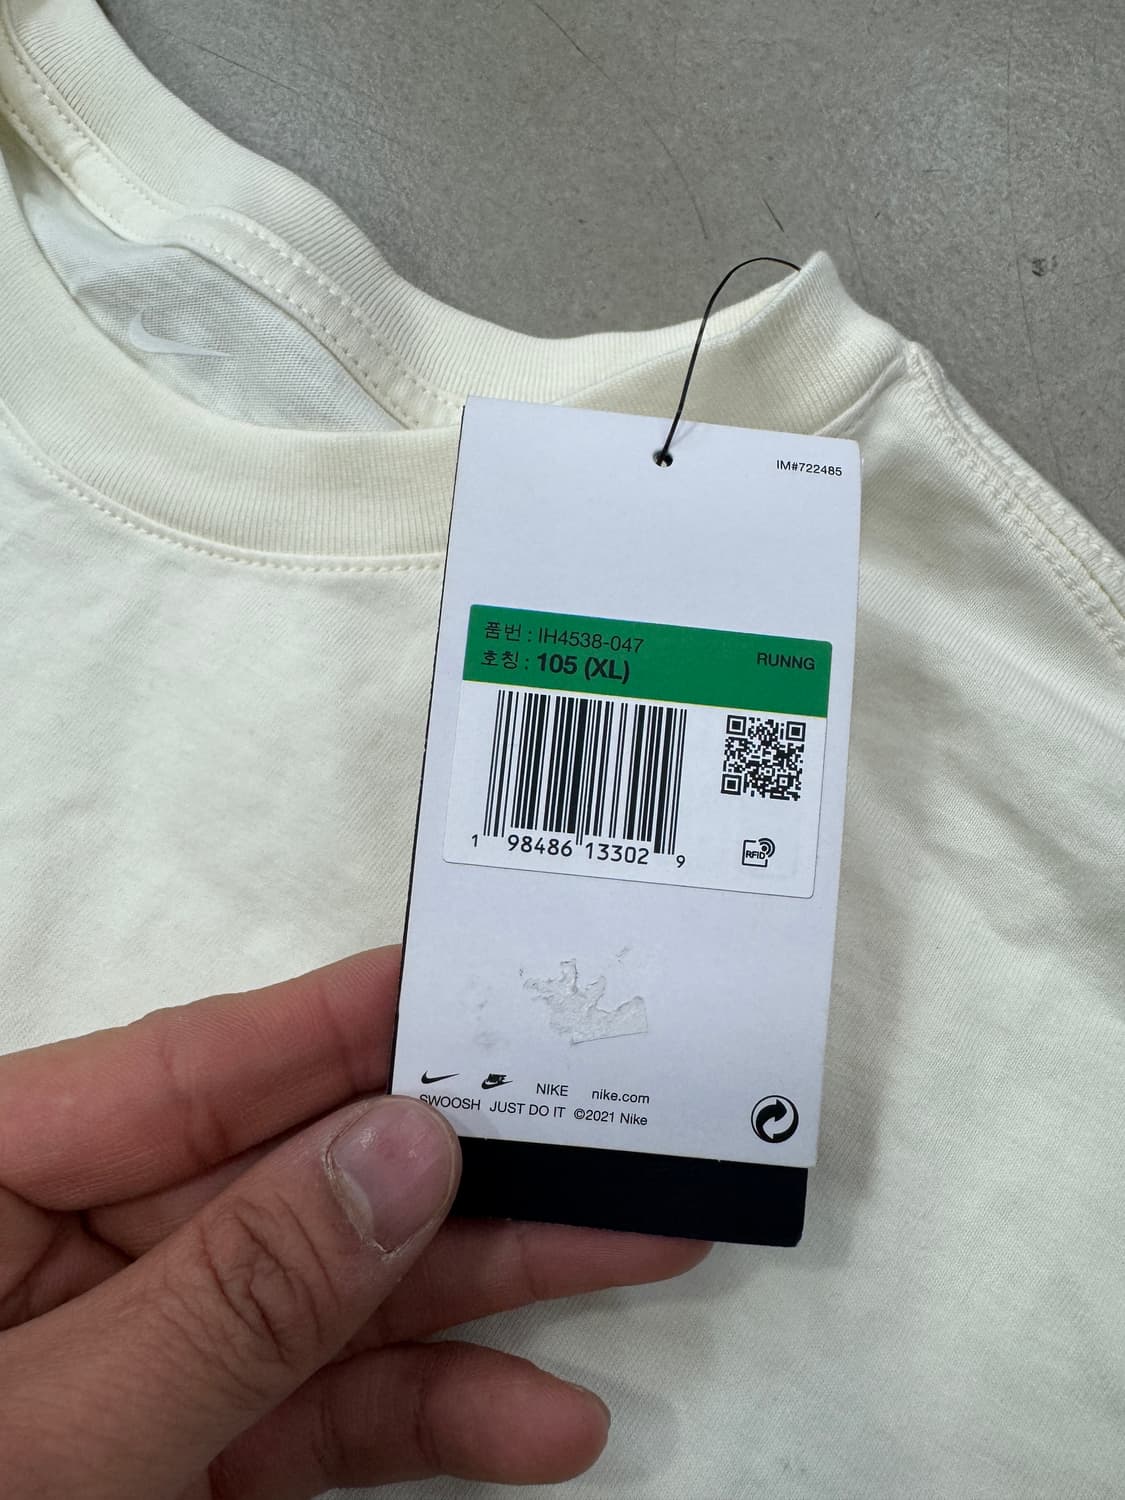 IM#722485
품번 : IH4538-047
호칭 : 105 (XL)
RUNNG
1 98486 13302 9
RFID
NIKE NIKE nike.com
SWOOSH JUST DO IT ©2021 Nike